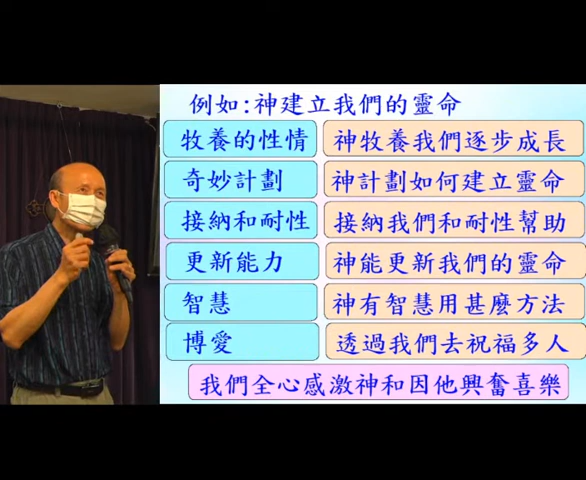 例如:神建立我們的靈命
牧養的性情 神牧養我們逐步成長
奇妙計劃 神計劃如何建立靈命
接納和耐性 接納我們和耐性幫助
更新能力 神能更新我們的靈命
智慧 神有智慧用甚麼方法
博愛 透過我們去祝福多人
我們全心感激神和因他興奮喜樂